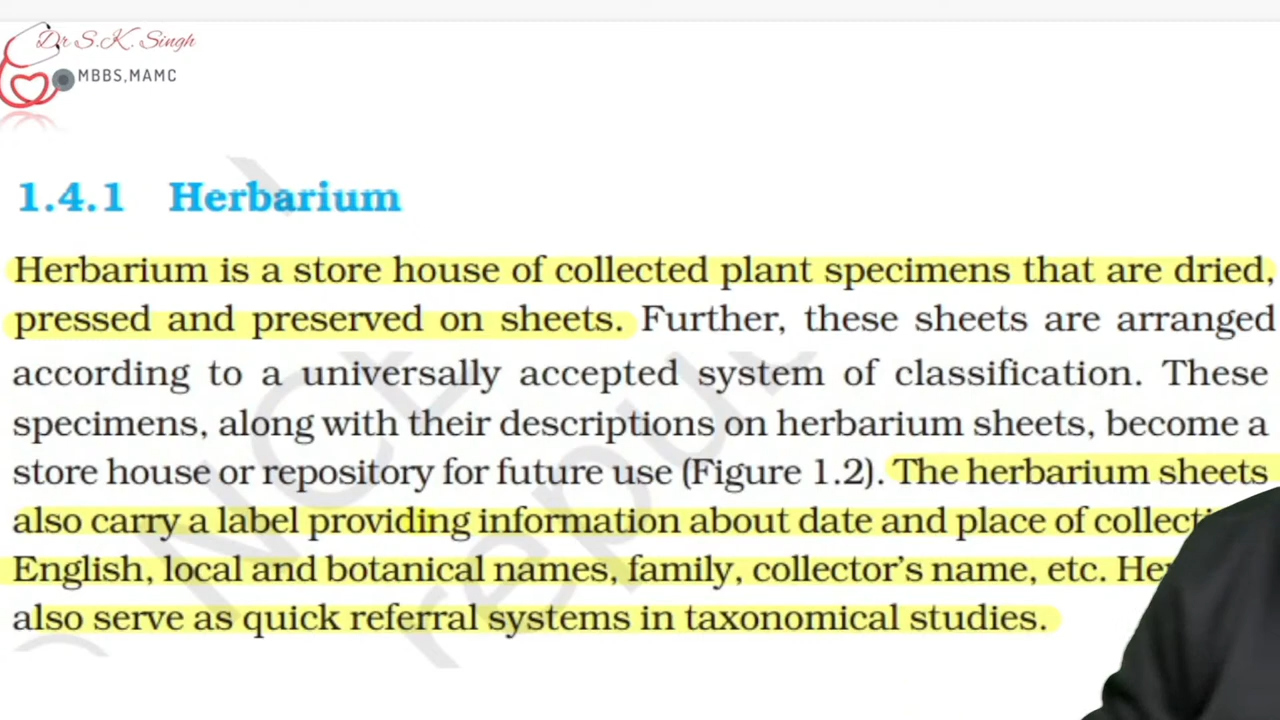 Dr S.K. Singh
MBBS,MAMC
1.4.1 Herbarium
Herbarium is a store house of collected plant specimens that are dried,
pressed and preserved on sheets. Further, these sheets are arranged
according to a universally accepted system of classification. These
specimens, along with their descriptions on herbarium sheets, become a
store house or repository for future use (Figure 1.2). The herbarium sheets
also carry a label providing information about date and place of
English, local and botanical names, family, collector's name, etc.
also serve as quick referral systems in taxonomical studies.